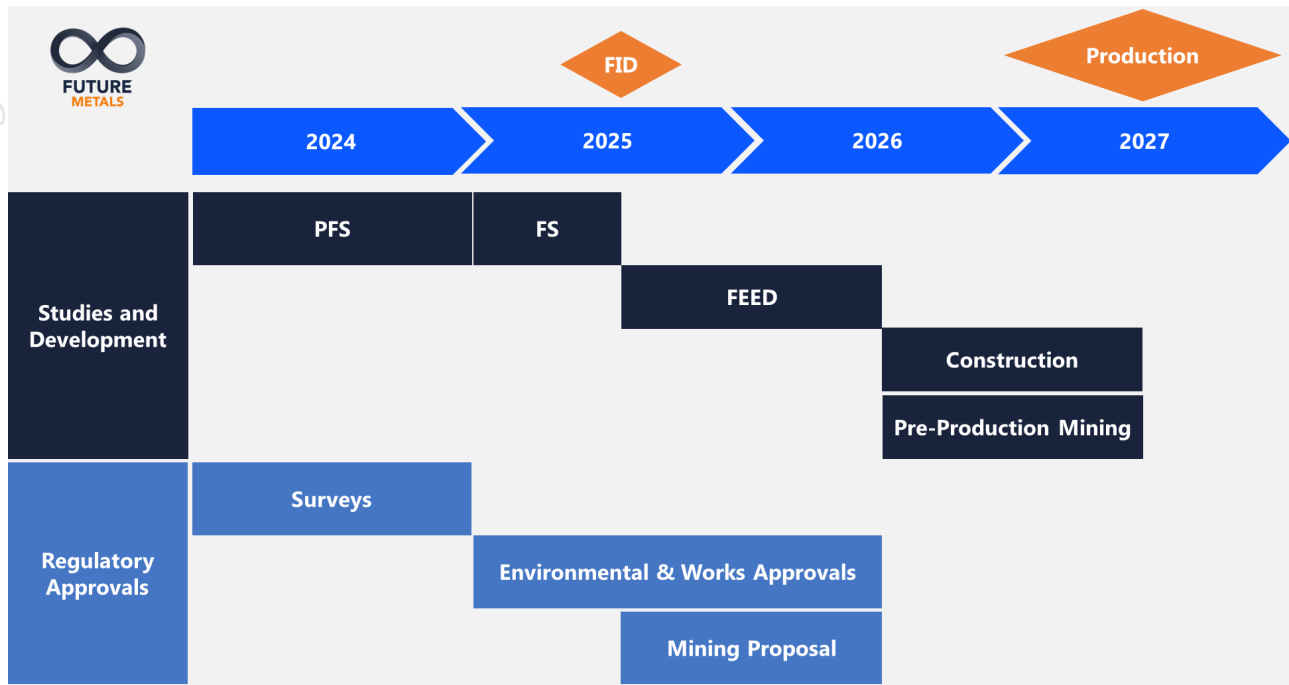 FUTURE
METALS
FID
Production
2024
2025
2026
2027
Studies and
Development
PFS
FS
FEED
Construction
Pre-Production Mining
Regulatory
Approvals
Surveys
Environmental & Works Approvals
Mining Proposal